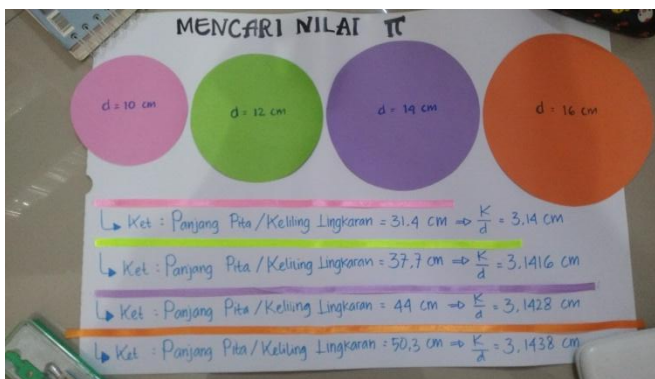 MENCARI NILAI π
d = 10 cm
d = 12 cm
d = 14 cm
d = 16 cm
↳ Ket : Panjang Pita / Keliling Lingkaran = 31.4 cm ⇒ K/d = 3,14 cm
↳ Ket : Panjang Pita / Keliling Lingkaran = 37,7 cm ⇒ K/d = 3,1416 cm
↳ Ket : Panjang Pita / Keliling Lingkaran = 44 cm ⇒ K/d = 3,1428 cm
↳ Ket : Panjang Pita / Keliling Lingkaran = 50,3 cm ⇒ K/d = 3,1438 cm